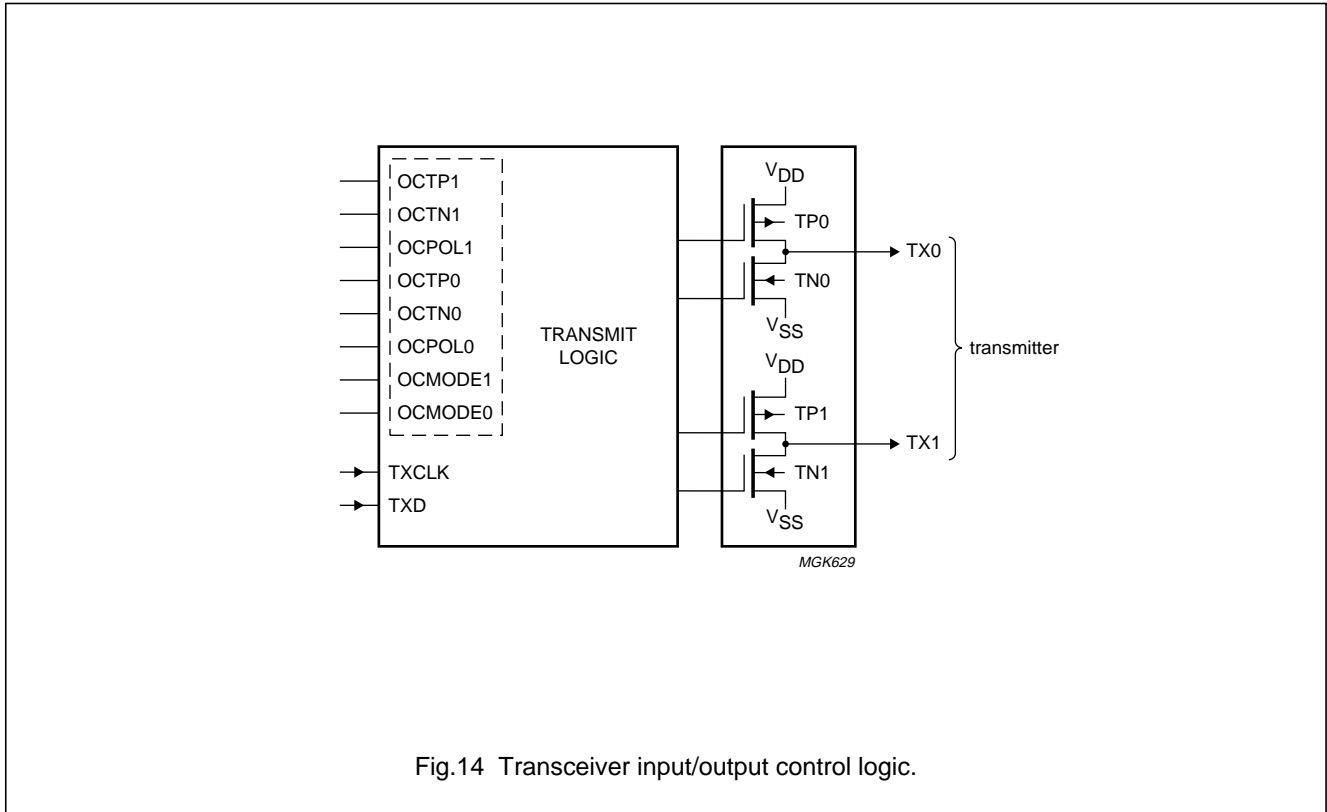 OCTP1
OCTN1
OCPOL1
OCTP0
OCTN0
OCPOL0
OCMODE1
OCMODE0
TXCLK
TXD
TRANSMIT
LOGIC
VDD
TP0
TN0
VSS
VDD
TP1
TN1
VSS
TX0
transmitter
TX1
MGK629
Fig.14 Transceiver input/output control logic.